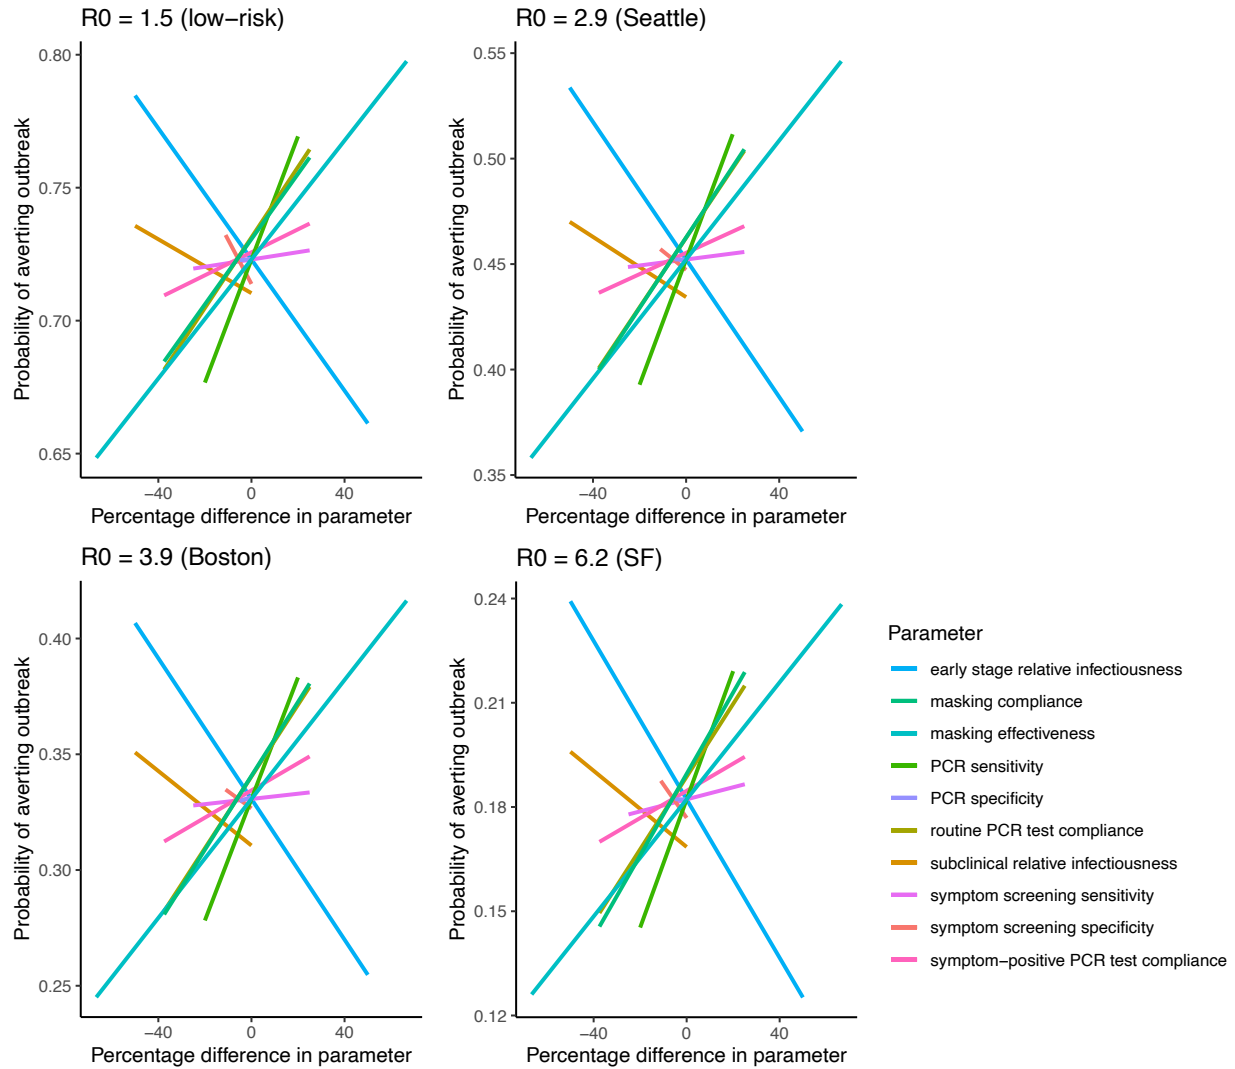 R0 = 1.5 (low−risk)
Probability of averting outbreak
0.80
0.75
0.70
0.65
−40
0
40
Percentage difference in parameter
R0 = 2.9 (Seattle)
Probability of averting outbreak
0.55
0.50
0.45
0.40
0.35
−40
0
40
Percentage difference in parameter
R0 = 3.9 (Boston)
Probability of averting outbreak
0.40
0.35
0.30
0.25
−40
0
40
Percentage difference in parameter
R0 = 6.2 (SF)
Probability of averting outbreak
0.24
0.21
0.18
0.15
0.12
−40
0
40
Percentage difference in parameter
Parameter
early stage relative infectiousness
masking compliance
masking effectiveness
PCR sensitivity
PCR specificity
routine PCR test compliance
subclinical relative infectiousness
symptom screening sensitivity
symptom screening specificity
symptom−positive PCR test compliance